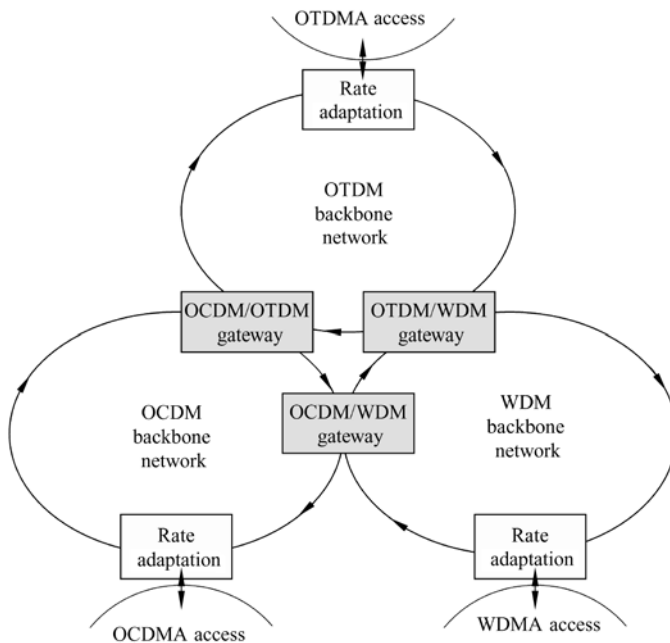 OTDMA access
Rate
adaptation
OTDM
backbone
network
OCDM/OTDM
gateway
OTDM/WDM
gateway
OCDM
backbone
network
OCDM/WDM
gateway
WDM
backbone
network
Rate
adaptation
Rate
adaptation
OCDMA access
WDMA access